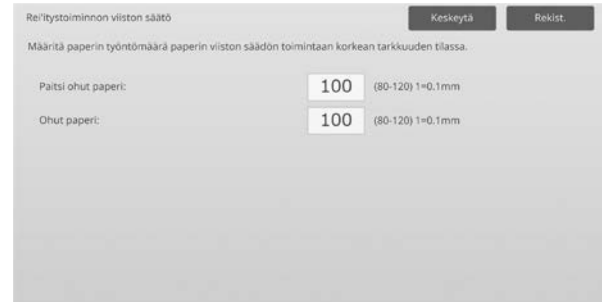 Rei'itystoiminnon viiston säätö Keskeytä Rekist.
Määritä paperin työntömäärä paperin viiston säädön toimintaan korkean tarkkuuden tilassa.
Paitsi ohut paperi: 100 (80-120) 1=0.1mm
Ohut paperi: 100 (80-120) 1=0.1mm